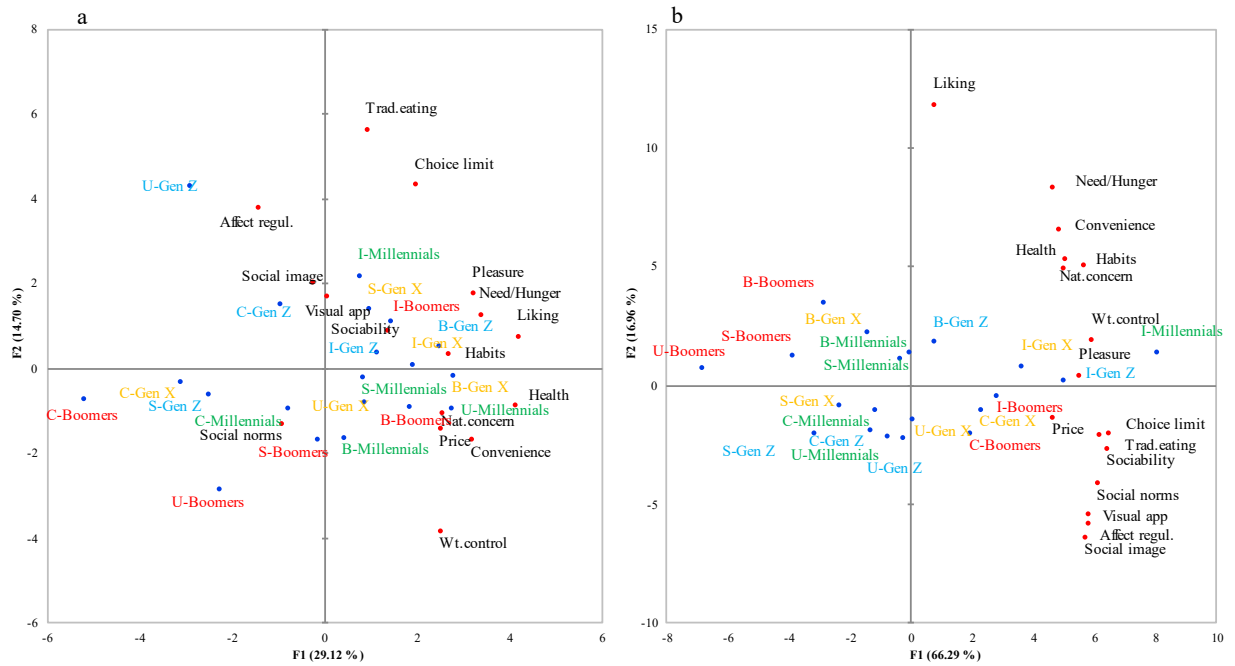 a
8
6
4
2
0
-2
-4
-6
-6
-4
-2
0
2
4
6
F2 (14.70 %)
F1 (29.12 %)
Trad.eating
Choice limit
U-Gen Z
Affect regul.
I-Millennials
Social image
Pleasure
S-Gen X
Need/Hunger
C-Gen Z
Visual app
I-Boomers
Liking
Sociability
B-Gen Z
I-Gen Z
I-Gen X
Habits
C-Gen X
S-Millennials
B-Gen X
Health
S-Gen Z
U-Gen X
C-Boomers
C-Millennials
B-Boomers
U-Millennials
Nat.concern
Social norms
Price
S-Boomers
B-Millennials
Convenience
U-Boomers
Wt.control
b
15
10
5
0
-5
-10
-8
-6
-4
-2
0
2
4
6
8
10
F2 (16.96 %)
F1 (66.29 %)
Liking
Need/Hunger
Convenience
Health
Habits
Nat.concern
B-Boomers
B-Gen X
B-Gen Z
Wt.control
I-Millennials
S-Boomers
B-Millennials
I-Gen X
U-Boomers
Pleasure
S-Millennials
I-Gen Z
S-Gen X
I-Boomers
C-Millennials
C-Gen X
Price
Choice limit
U-Gen X
S-Gen Z
C-Gen Z
C-Boomers
Trad.eating
U-Millennials
Sociability
U-Gen Z
Social norms
Visual app
Affect regul.
Social image